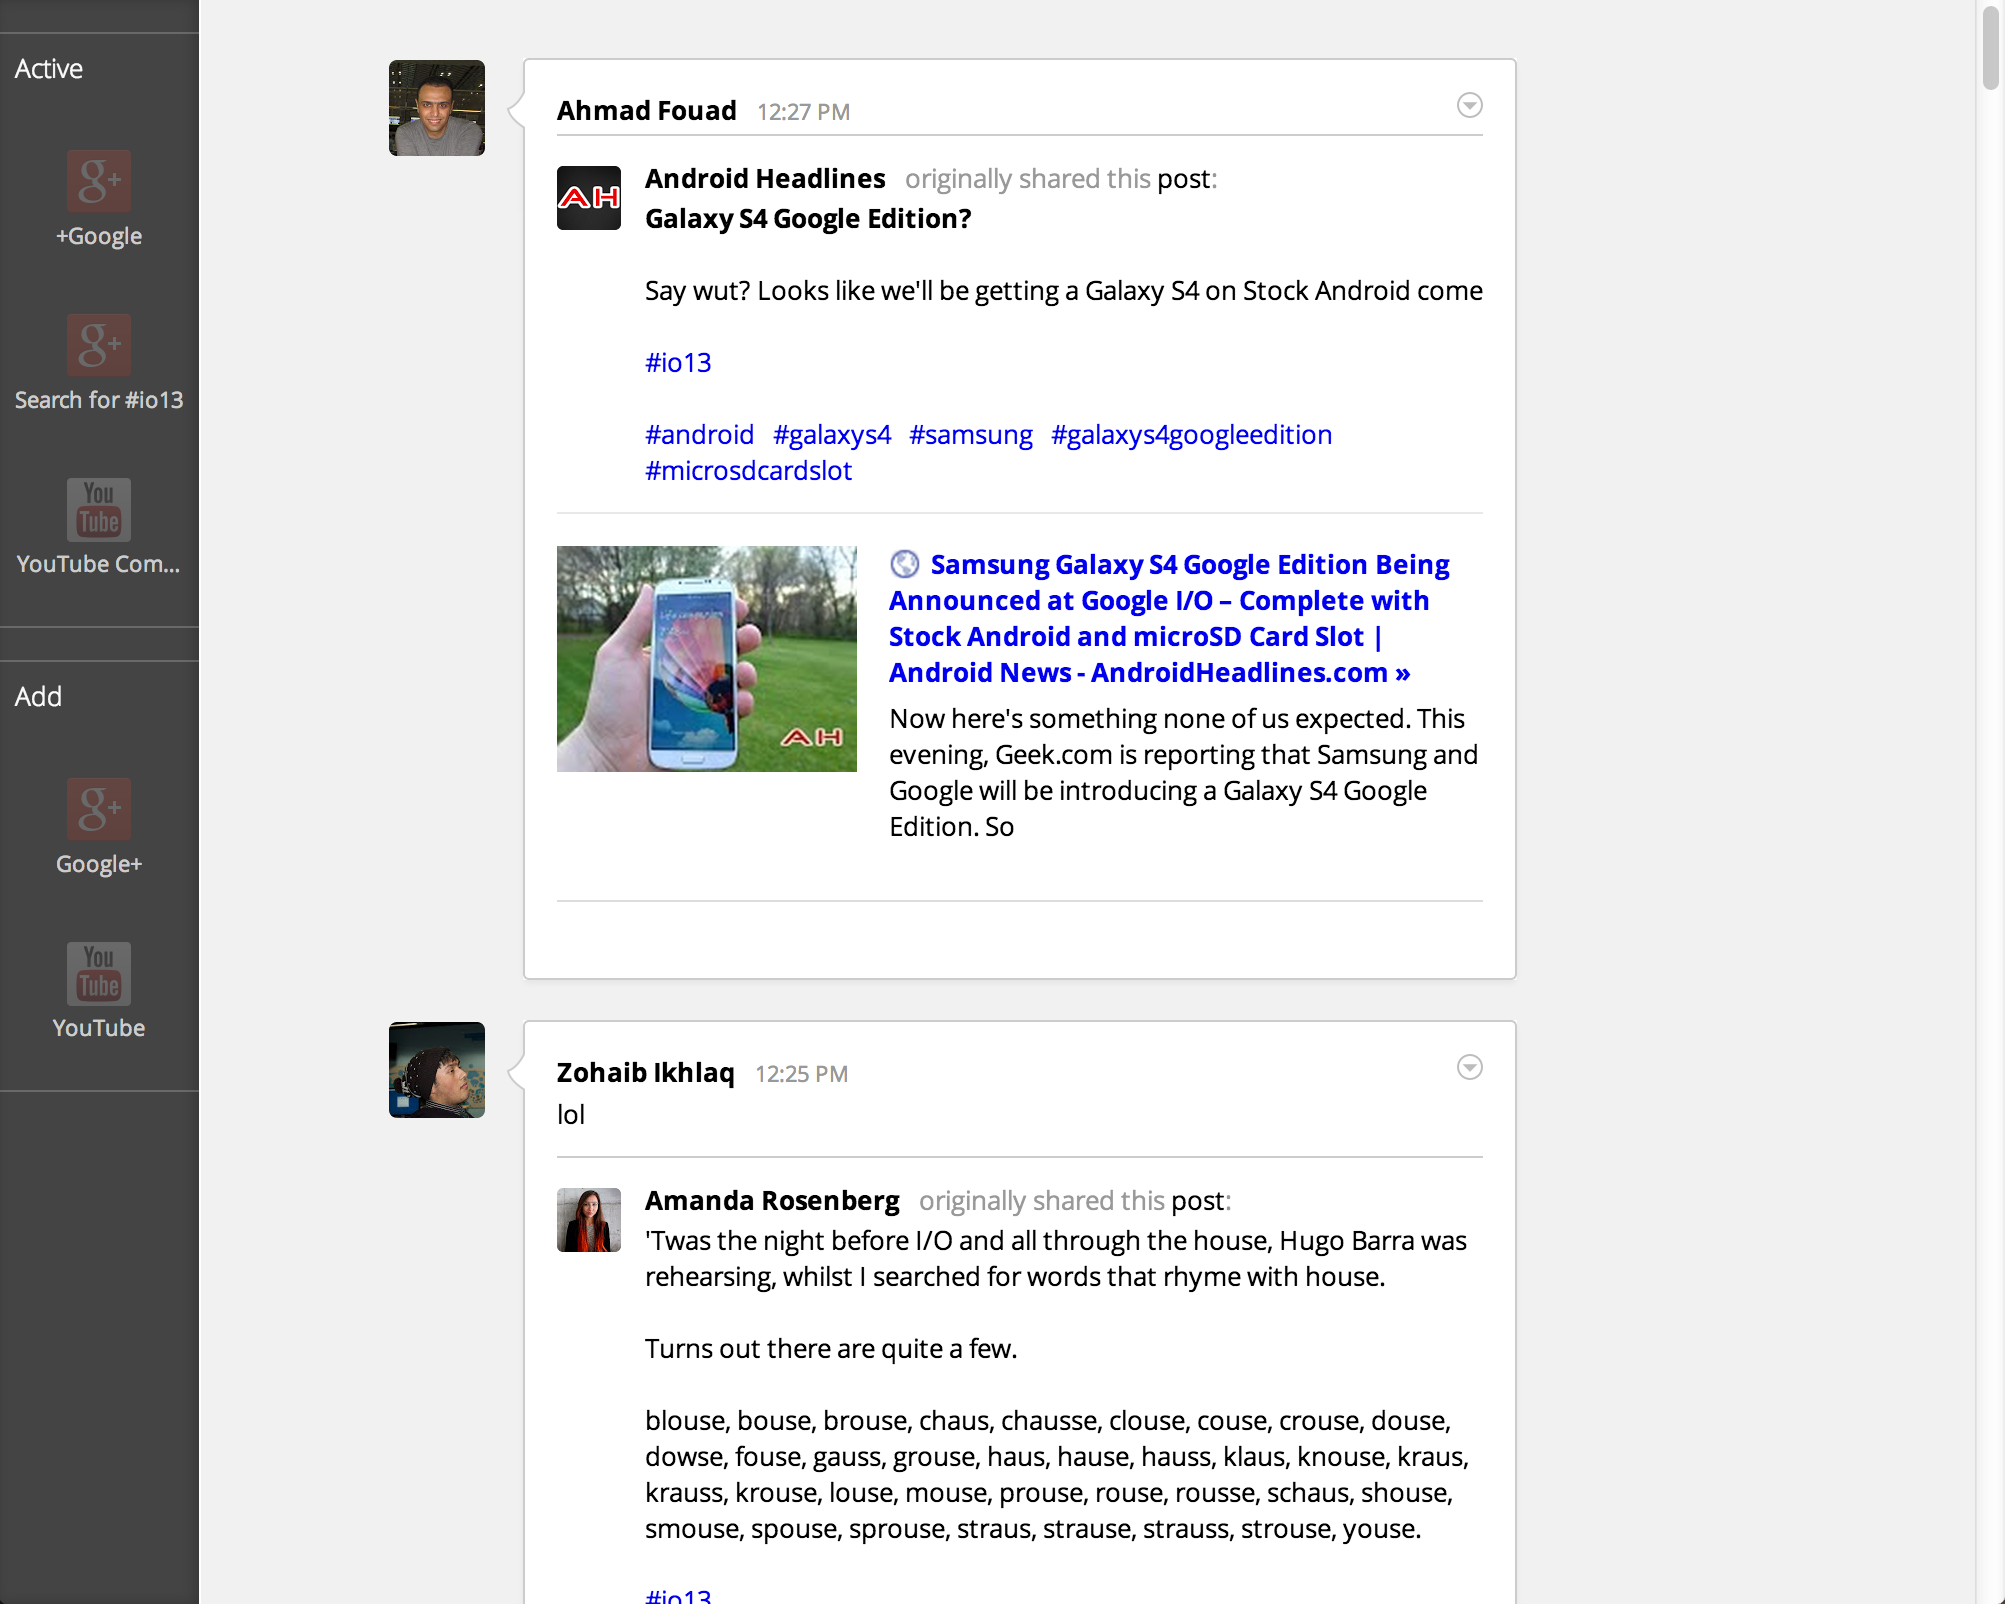 Active
g+
+Google
g+
Search for #io13
You
Tube
YouTube Com...
Add
g+
Google+
You
Tube
YouTube
Ahmad Fouad 12:27 PM
AH
Android Headlines originally shared this post:
Galaxy S4 Google Edition?
Say wut? Looks like we'll be getting a Galaxy S4 on Stock Android come
#io13
#android #galaxys4 #samsung #galaxys4googleedition
#microsdcardslot
AH
Samsung Galaxy S4 Google Edition Being
Announced at Google I/O – Complete with
Stock Android and microSD Card Slot |
Android News - AndroidHeadlines.com »
Now here's something none of us expected. This
evening, Geek.com is reporting that Samsung and
Google will be introducing a Galaxy S4 Google
Edition. So
Zohaib Ikhlaq 12:25 PM
lol
Amanda Rosenberg originally shared this post:
'Twas the night before I/O and all through the house, Hugo Barra was
rehearsing, whilst I searched for words that rhyme with house.
Turns out there are quite a few.
blouse, bouse, brouse, chaus, chausse, clouse, couse, crouse, douse,
dowse, fouse, gauss, grouse, haus, hause, hauss, klaus, knouse, kraus,
krauss, krouse, louse, mouse, prouse, rouse, rousse, schaus, shouse,
smouse, spouse, sprouse, straus, strause, strauss, strouse, youse.
#io13